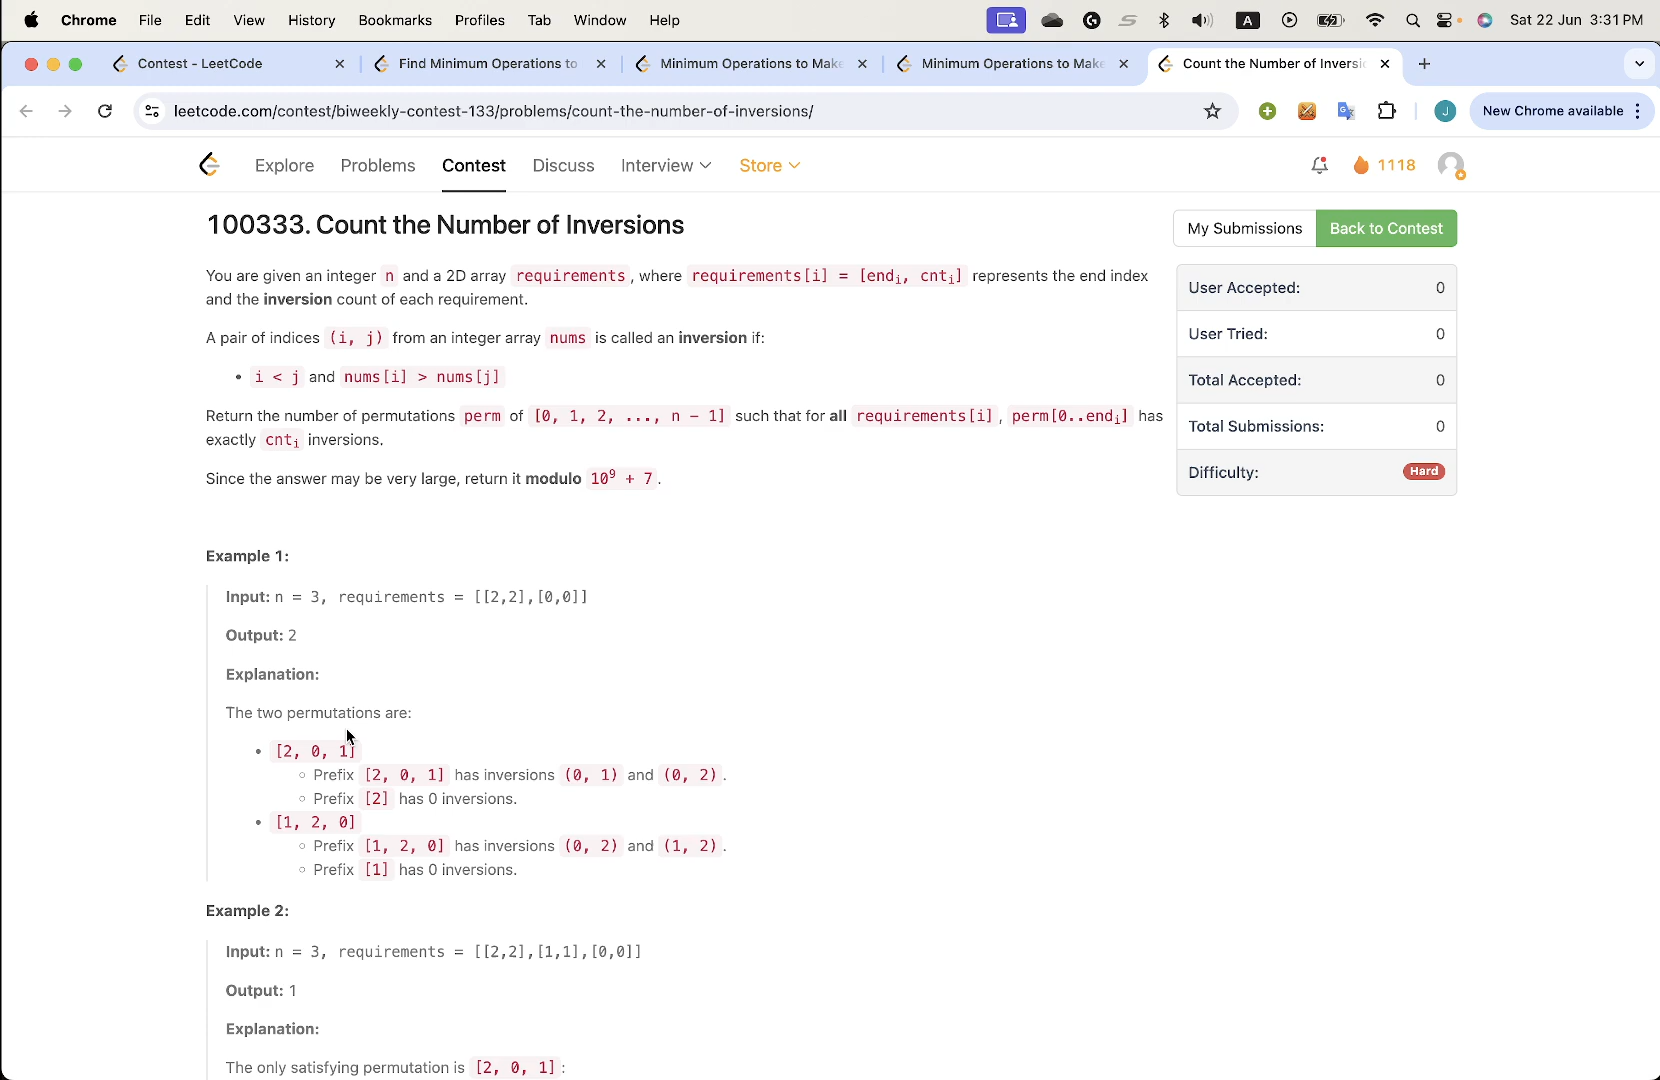 Chrome File Edit View History Bookmarks Profiles Tab Window Help A Sat 22 Jun 3:31 PM
Contest - LeetCode Find Minimum Operations to Minimum Operations to Make Minimum Operations to Make Count the Number of Inversi
leetcode.com/contest/biweekly-contest-133/problems/count-the-number-of-inversions/ J New Chrome available
Explore Problems Contest Discuss Interview Store 1118
100333. Count the Number of Inversions
My Submissions Back to Contest
You are given an integer n and a 2D array requirements, where requirements[i] = [endᵢ, cntᵢ] represents the end index
and the inversion count of each requirement.
A pair of indices (i, j) from an integer array nums is called an inversion if:
• i < j and nums[i] > nums[j]
Return the number of permutations perm of [0, 1, 2, ..., n - 1] such that for all requirements[i], perm[0..endᵢ] has
exactly cntᵢ inversions.
Since the answer may be very large, return it modulo 10⁹ + 7.
User Accepted: 0
User Tried: 0
Total Accepted: 0
Total Submissions: 0
Difficulty: Hard
Example 1:
Input: n = 3, requirements = [[2,2],[0,0]]
Output: 2
Explanation:
The two permutations are:
• [2, 0, 1]
◦ Prefix [2, 0, 1] has inversions (0, 1) and (0, 2).
◦ Prefix [2] has 0 inversions.
• [1, 2, 0]
◦ Prefix [1, 2, 0] has inversions (0, 2) and (1, 2).
◦ Prefix [1] has 0 inversions.
Example 2:
Input: n = 3, requirements = [[2,2],[1,1],[0,0]]
Output: 1
Explanation:
The only satisfying permutation is [2, 0, 1]: